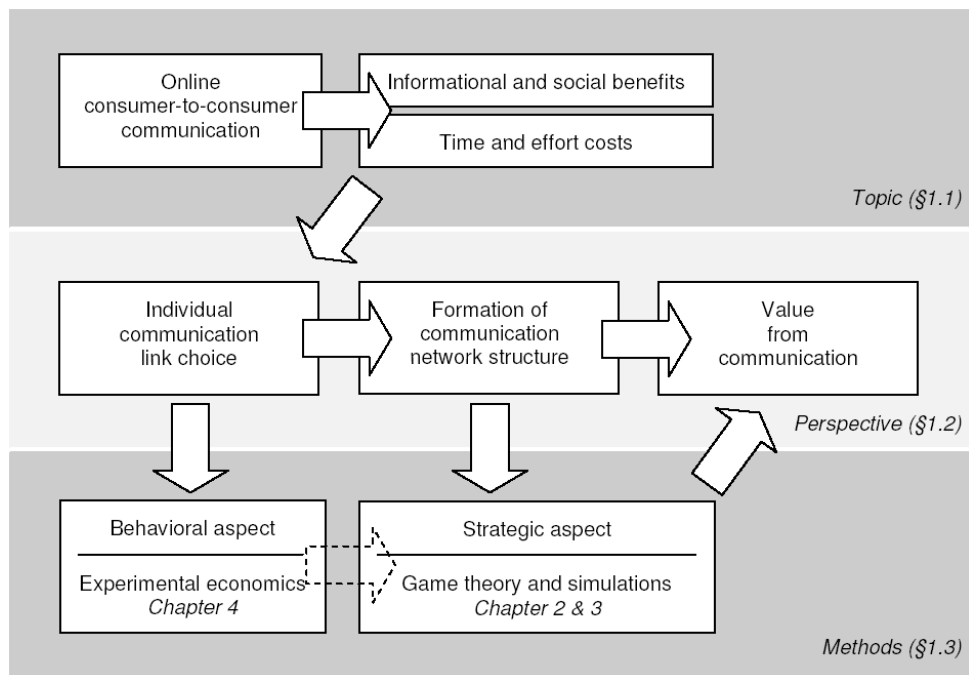 Online
consumer-to-consumer
communication
Informational and social benefits
Time and effort costs
Topic (§1.1)
Individual
communication
link choice
Formation of
communication
network structure
Value
from
communication
Perspective (§1.2)
Behavioral aspect
Experimental economics
Chapter 4
Strategic aspect
Game theory and simulations
Chapter 2 & 3
Methods (§1.3)